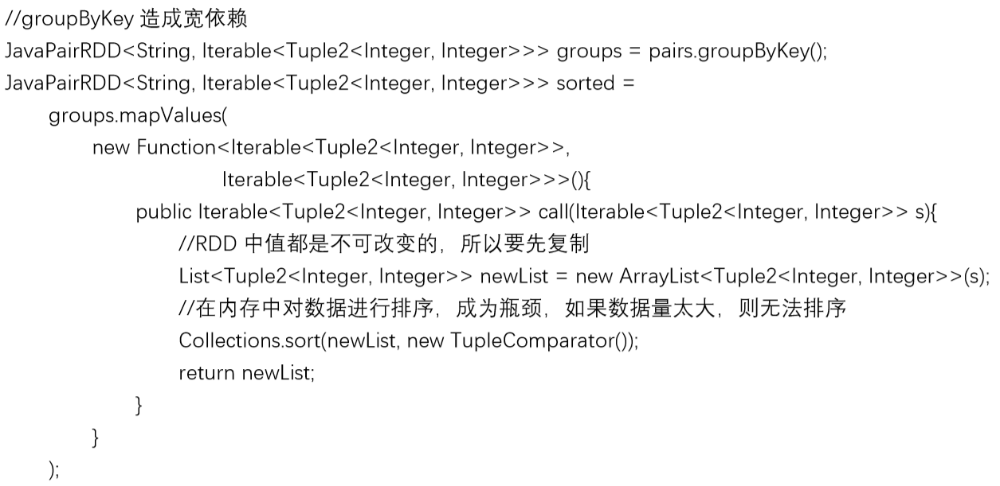 //groupByKey 造成宽依赖
JavaPairRDD<String, Iterable<Tuple2<Integer, Integer>>> groups = pairs.groupByKey();
JavaPairRDD<String, Iterable<Tuple2<Integer, Integer>>> sorted =
groups.mapValues(
new Function<Iterable<Tuple2<Integer, Integer>>,
Iterable<Tuple2<Integer, Integer>>>(){
public Iterable<Tuple2<Integer, Integer>> call(Iterable<Tuple2<Integer, Integer>> s){
//RDD 中值都是不可改变的，所以要先复制
List<Tuple2<Integer, Integer>> newList = new ArrayList<Tuple2<Integer, Integer>>(s);
//在内存中对数据进行排序，成为瓶颈，如果数据量太大，则无法排序
Collections.sort(newList, new TupleComparator());
return newList;
}
}
);